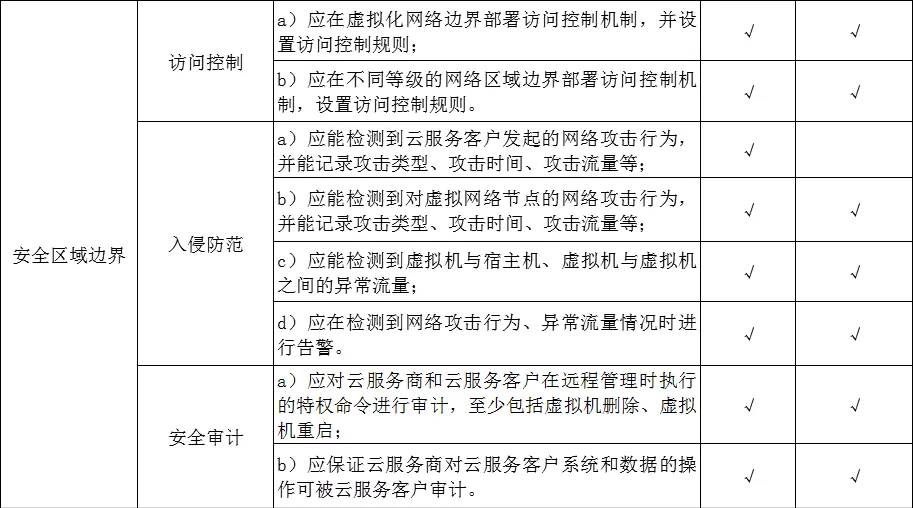 安全区域边界
访问控制
a）应在虚拟化网络边界部署访问控制机制，并设
置访问控制规则；
√ √
b）应在不同等级的网络区域边界部署访问控制机
制，设置访问控制规则。
√ √
入侵防范
a）应能检测到云服务客户发起的网络攻击行为，
并能记录攻击类型、攻击时间、攻击流量等；
√
b）应能检测到对虚拟网络节点的网络攻击行为，
并能记录攻击类型、攻击时间、攻击流量等；
√ √
c）应能检测到虚拟机与宿主机、虚拟机与虚拟机
之间的异常流量；
√ √
d）应在检测到网络攻击行为、异常流量情况时进
行告警。
√ √
安全审计
a）应对云服务商和云服务客户在远程管理时执行
的特权命令进行审计，至少包括虚拟机删除、虚拟
机重启；
√ √
b）应保证云服务商对云服务客户系统和数据的操
作可被云服务客户审计。
√ √